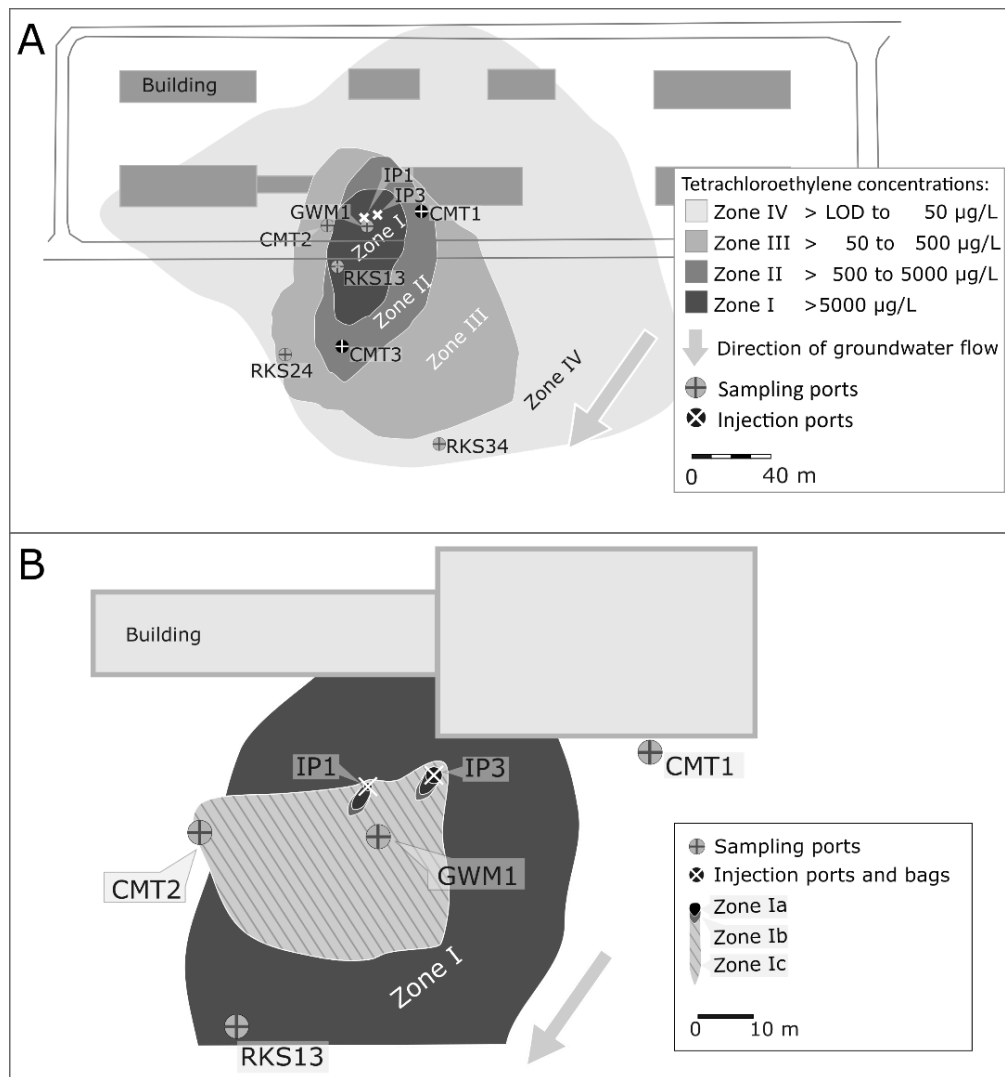 A
Building
IP1
IP3
GWM1
CMT1
CMT2
Zone I
RKS13
Zone II
Zone III
CMT3
RKS24
Zone IV
RKS34
Tetrachloroethylene concentrations:
Zone IV > LOD to 50 µg/L
Zone III > 50 to 500 µg/L
Zone II > 500 to 5000 µg/L
Zone I >5000 µg/L
Direction of groundwater flow
Sampling ports
Injection ports
0 40 m
B
Building
IP1
IP3
CMT1
CMT2
GWM1
Zone I
RKS13
Sampling ports
Injection ports and bags
Zone Ia
Zone Ib
Zone Ic
0 10 m